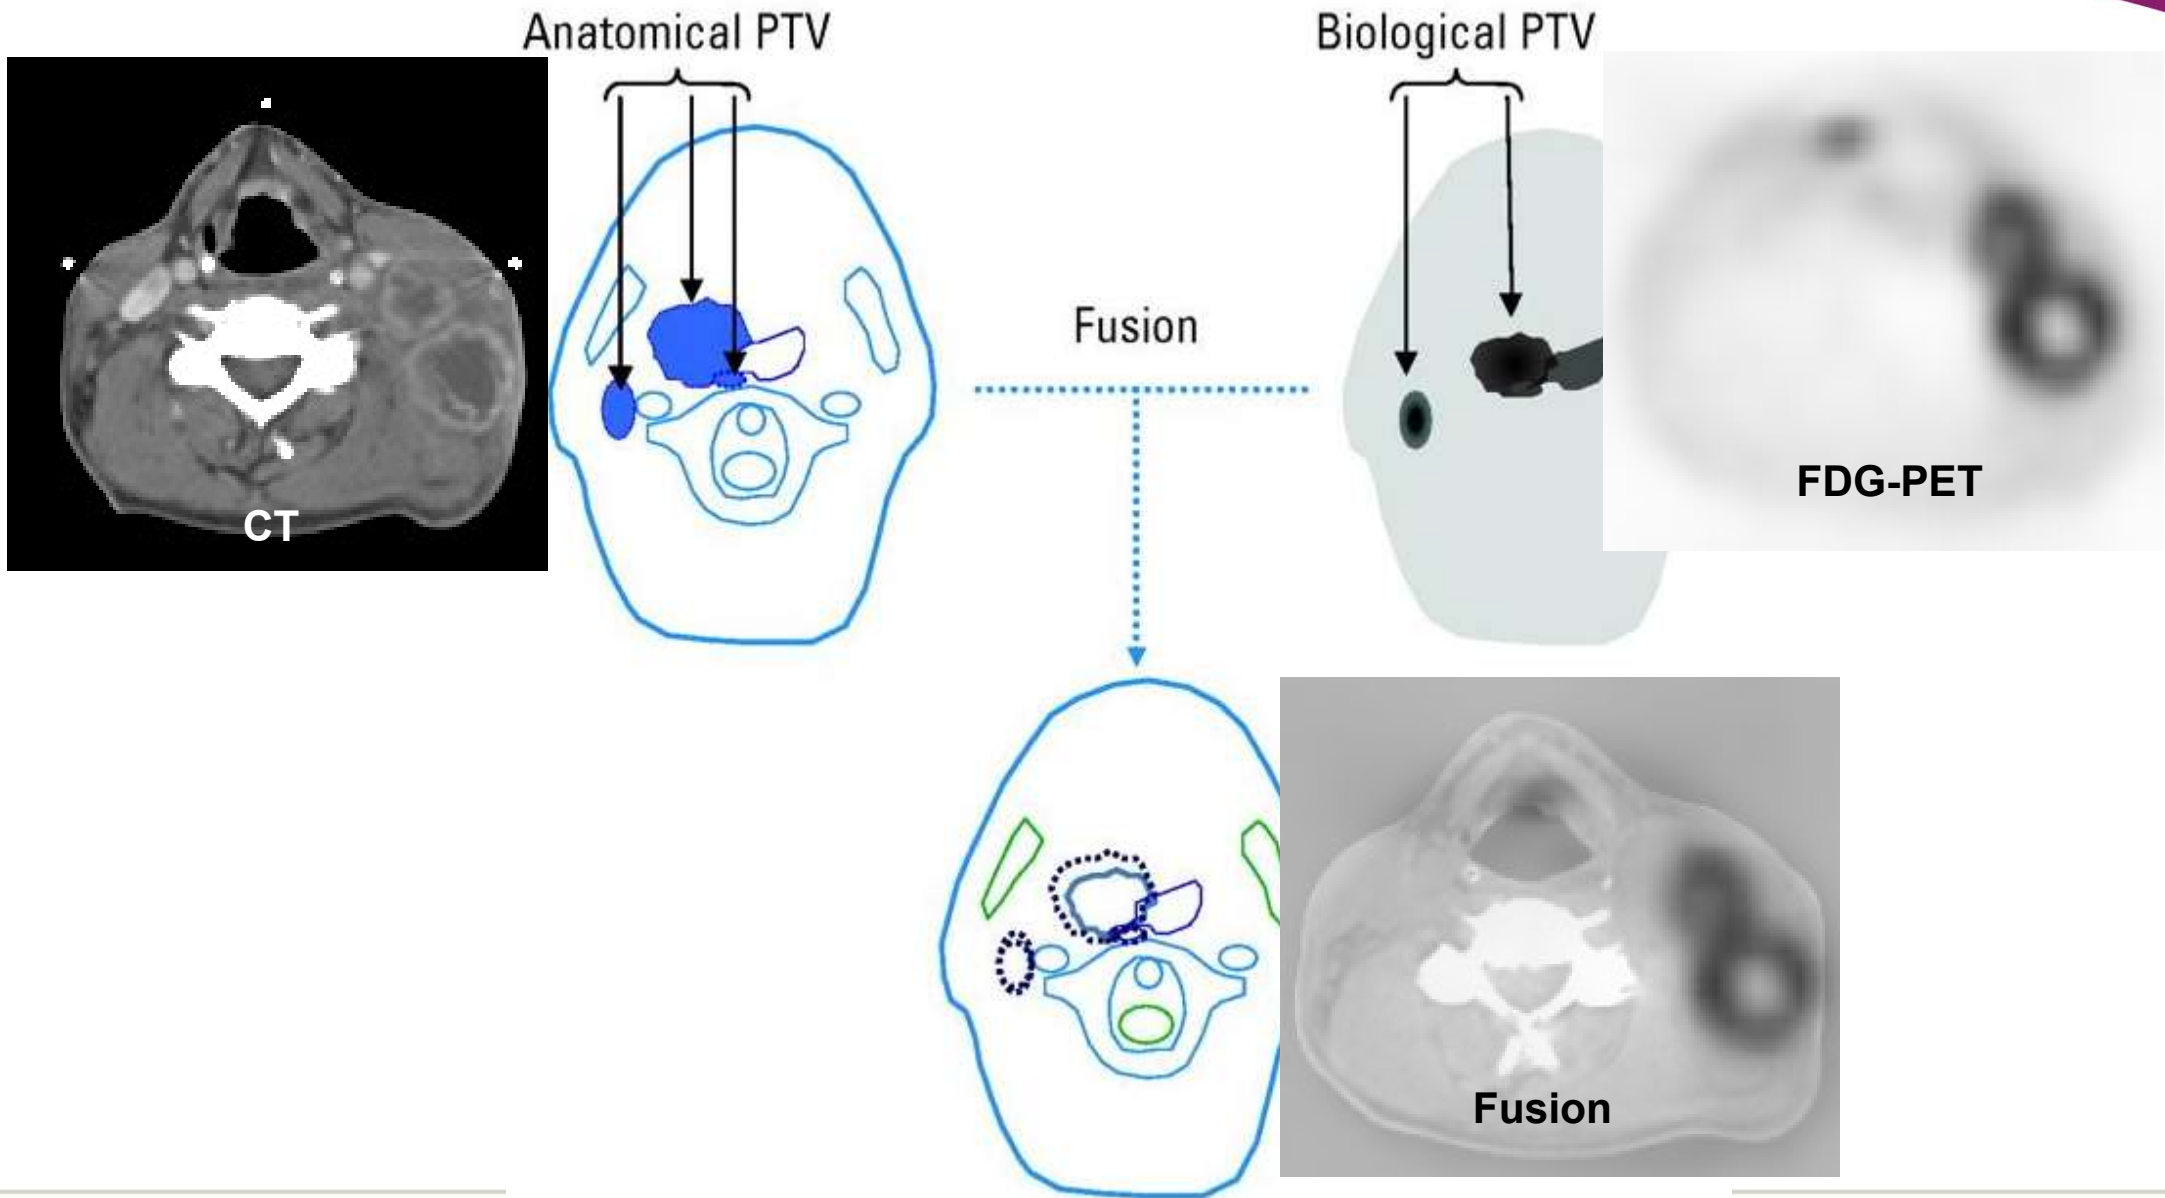 Anatomical PTV
Biological PTV
CT
Fusion
FDG-PET
Fusion